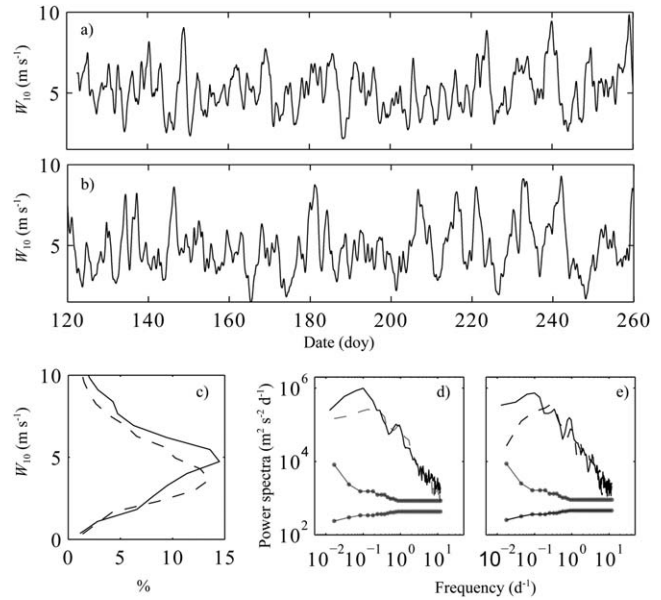 10
a)
W10 (m s-1)
5
10
b)
W10 (m s-1)
5
120 140 160 180 200 220 240 260
Date (doy)
10
c)
W10 (m s-1)
5
0
0 5 10 15
%
10^6
d)
e)
Power spectra (m2 s-2 d-1)
10^4
10^2
10^-2 10^-1 10^0 10^1
10^-2 10^-1 10^0 10^1
Frequency (d-1)